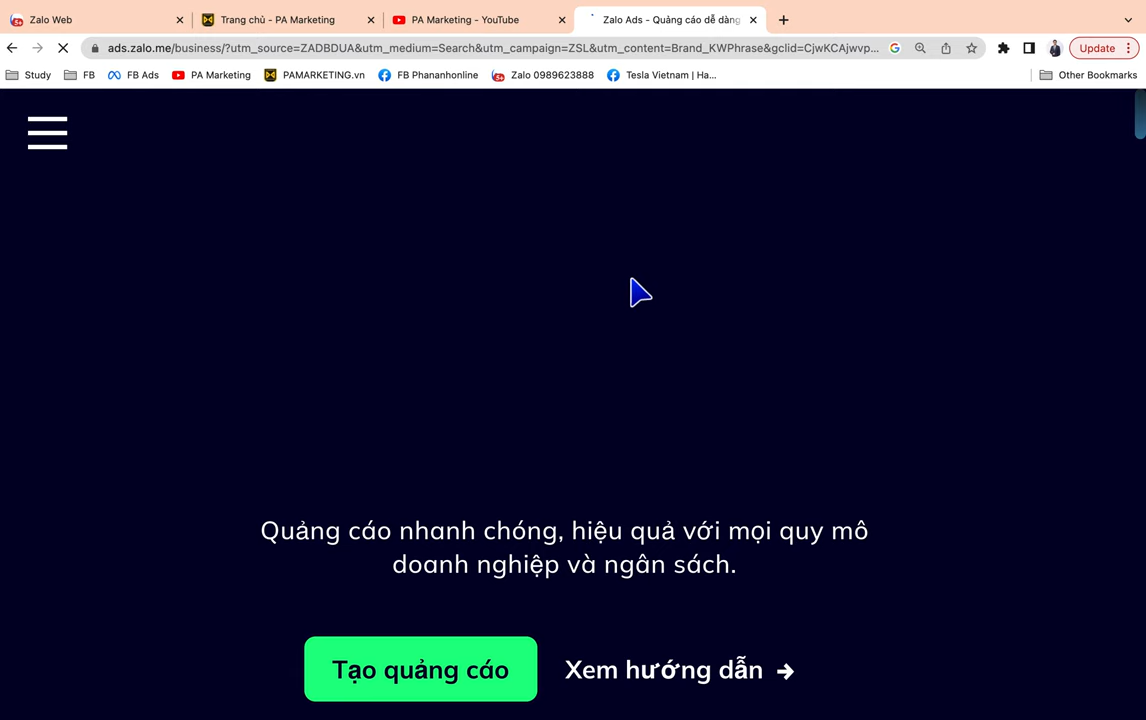 Zalo Web
Trang chủ - PA Marketing
PA Marketing - YouTube
Zalo Ads - Quảng cáo dễ dàng
ads.zalo.me/business/?utm_source=ZADBDUA&utm_medium=Search&utm_campaign=ZSL&utm_content=Brand_KWPhrase&gclid=CjwKCAjwvp...
Update
Study
FB
FB Ads
PA Marketing
PAMARKETING.vn
FB Phananhonline
Zalo 0989623888
Tesla Vietnam | Ha...
Other Bookmarks
Quảng cáo nhanh chóng, hiệu quả với mọi quy mô
doanh nghiệp và ngân sách.
Tạo quảng cáo
Xem hướng dẫn →